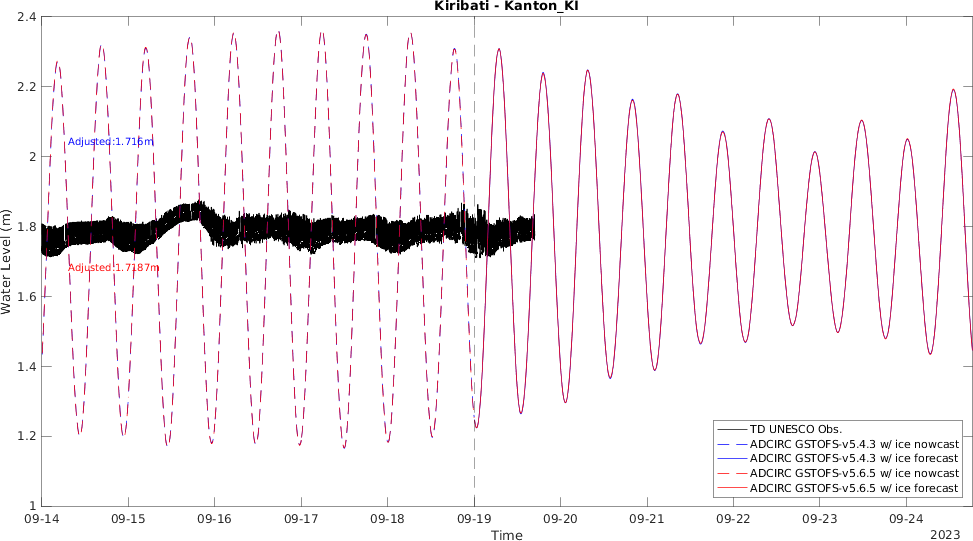 Kiribati - Kanton_KI
2.4
2.2
2
1.8
1.6
1.4
1.2
1
Water Level (m)
Adjusted:1.716m
Adjusted:1.7187m
TD UNESCO Obs.
ADCIRC GSTOFS-v5.4.3 w/ ice nowcast
ADCIRC GSTOFS-v5.4.3 w/ ice forecast
ADCIRC GSTOFS-v5.6.5 w/ ice nowcast
ADCIRC GSTOFS-v5.6.5 w/ ice forecast
09-14 09-15 09-16 09-17 09-18 09-19 09-20 09-21 09-22 09-23 09-24
Time
2023